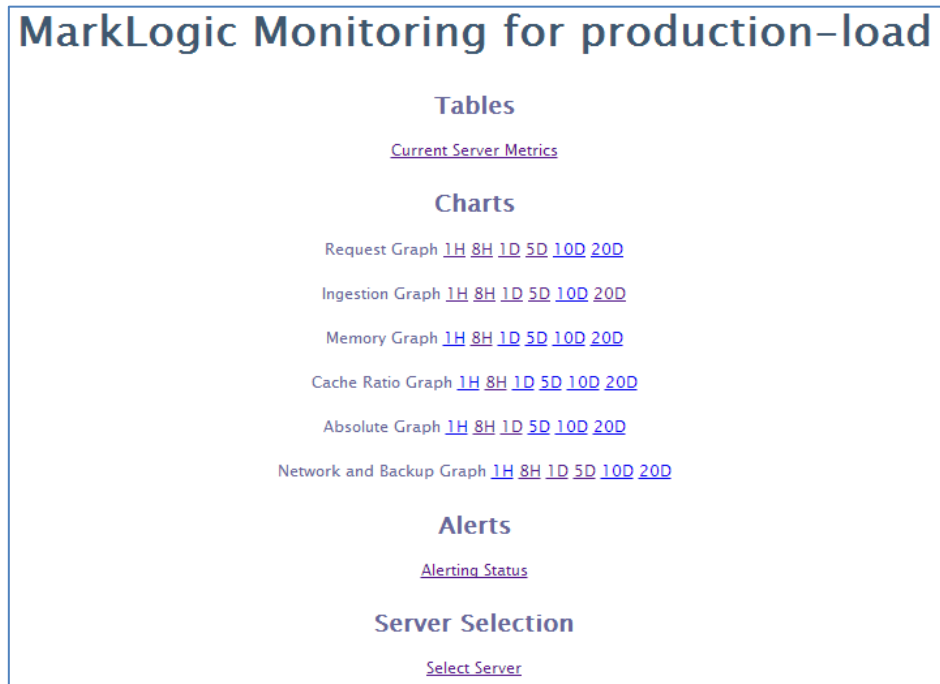 MarkLogic Monitoring for production-load
Tables
Current Server Metrics
Charts
Request Graph 1H 8H 1D 5D 10D 20D
Ingestion Graph 1H 8H 1D 5D 10D 20D
Memory Graph 1H 8H 1D 5D 10D 20D
Cache Ratio Graph 1H 8H 1D 5D 10D 20D
Absolute Graph 1H 8H 1D 5D 10D 20D
Network and Backup Graph 1H 8H 1D 5D 10D 20D
Alerts
Alerting Status
Server Selection
Select Server